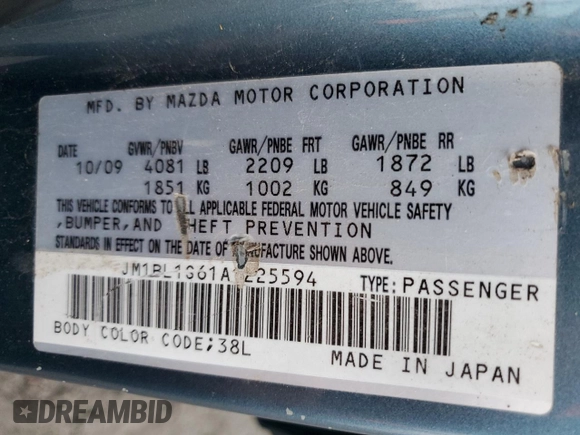 MFD. BY MAZDA MOTOR CORPORATION
DATE GVWR/PNBV GAWR/PNBE FRT GAWR/PNBE RR
10/09 4081 LB 2209 LB 1872 LB
1851 KG 1002 KG 849 KG
THIS VEHICLE CONFORMS TO ALL APPLICABLE FEDERAL MOTOR VEHICLE SAFETY
,BUMPER,AND THEFT PREVENTION
STANDARDS IN EFFECT ON THE DATE OF MANUFACTURE SHOWN ABOVE.
TYPE:PASSENGER
BODY COLOR CODE;38L
MADE IN JAPAN
DREAMBID